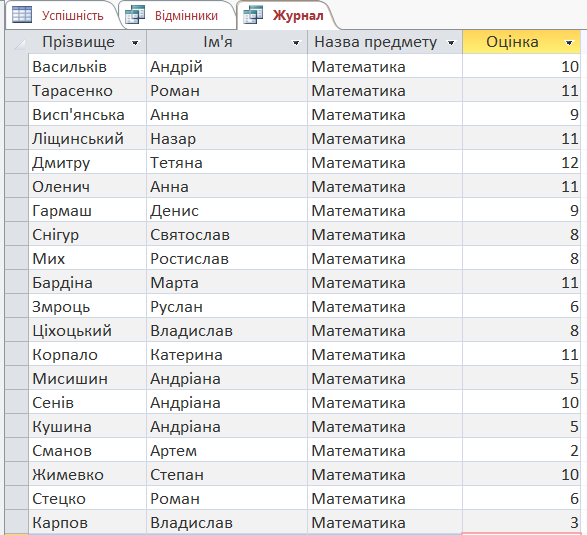 Успішність Відмінники Журнал
Прізвище Ім'я Назва предмету Оцінка
Васильків Андрій Математика 10
Тарасенко Роман Математика 11
Висп'янська Анна Математика 9
Ліщинський Назар Математика 11
Дмитру Тетяна Математика 12
Оленич Анна Математика 11
Гармаш Денис Математика 9
Снігур Святослав Математика 8
Мих Ростислав Математика 8
Бардіна Марта Математика 11
Змроць Руслан Математика 6
Ціхоцький Владислав Математика 8
Корпало Катерина Математика 11
Мисишин Андріана Математика 5
Сенів Андріана Математика 10
Кушина Андріана Математика 5
Сманов Артем Математика 2
Жимевко Степан Математика 10
Стецко Роман Математика 6
Карпов Владислав Математика 3